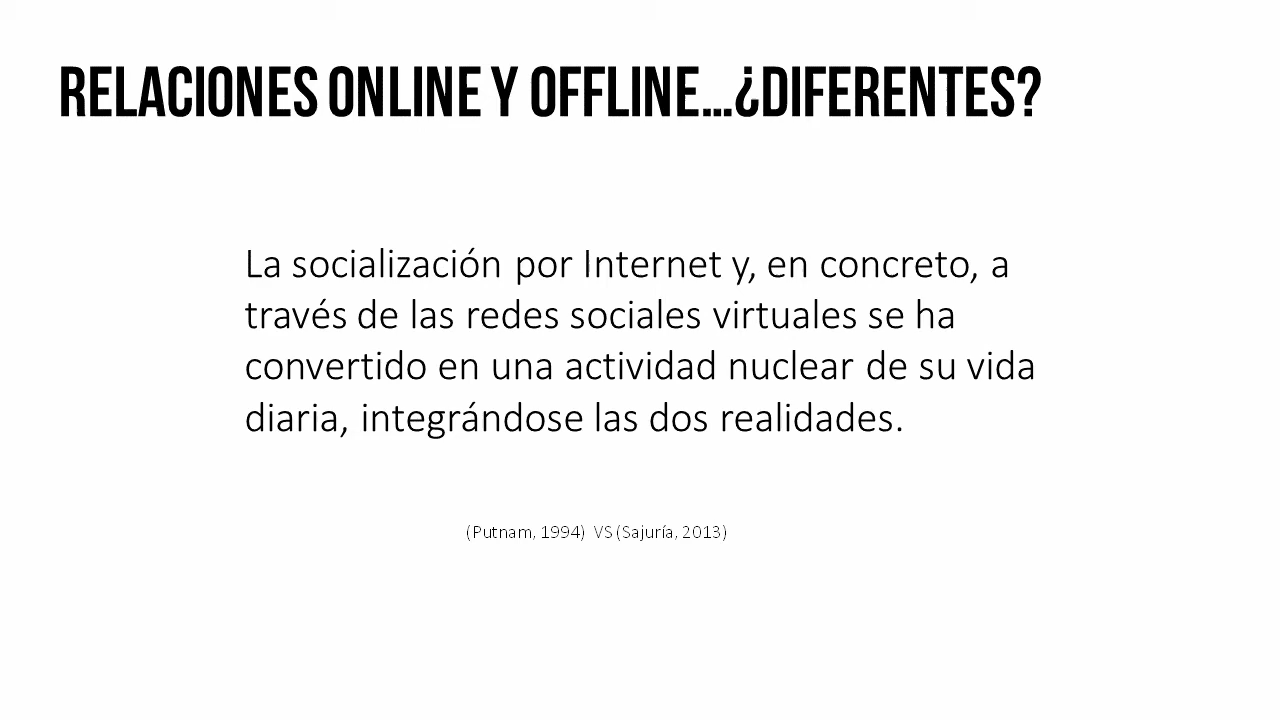 RELACIONES ONLINE Y OFFLINE...¿DIFERENTES?
La socialización por Internet y, en concreto, a
través de las redes sociales virtuales se ha
convertido en una actividad nuclear de su vida
diaria, integrándose las dos realidades.
(Putnam, 1994) VS (Sajuría, 2013)